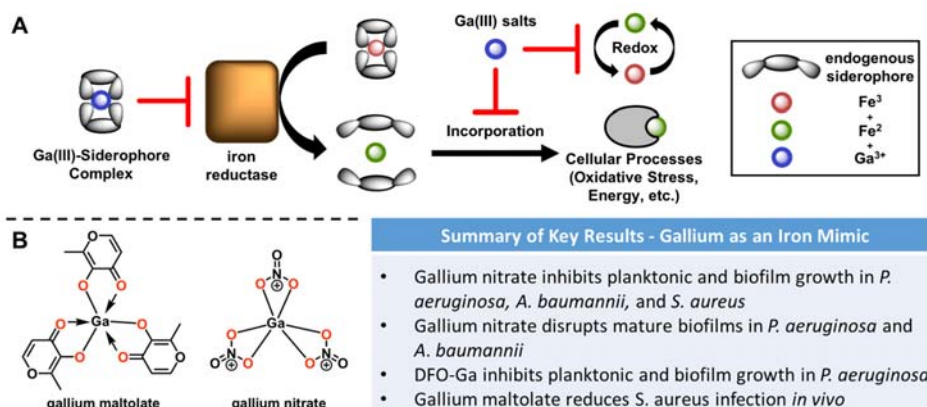 A
Ga(III)-Siderophore
Complex
iron
reductase
Ga(III) salts
Incorporation
Redox
Cellular Processes
(Oxidative Stress,
Energy, etc.)
endogenous
siderophore
Fe3
+
Fe2
+
Ga3+
B
O
O
O
O
O
Ga
O
O
O
O
gallium maltolate
O
N
O
O
Ga
O
O
N
O
O
O
N
O
gallium nitrate
Summary of Key Results - Gallium as an Iron Mimic
• Gallium nitrate inhibits planktonic and biofilm growth in P.
aeruginosa, A. baumannii, and S. aureus
• Gallium nitrate disrupts mature biofilms in P. aeruginosa and
A. baumannii
• DFO-Ga inhibits planktonic and biofilm growth in P. aeruginosa
• Gallium maltolate reduces S. aureus infection in vivo